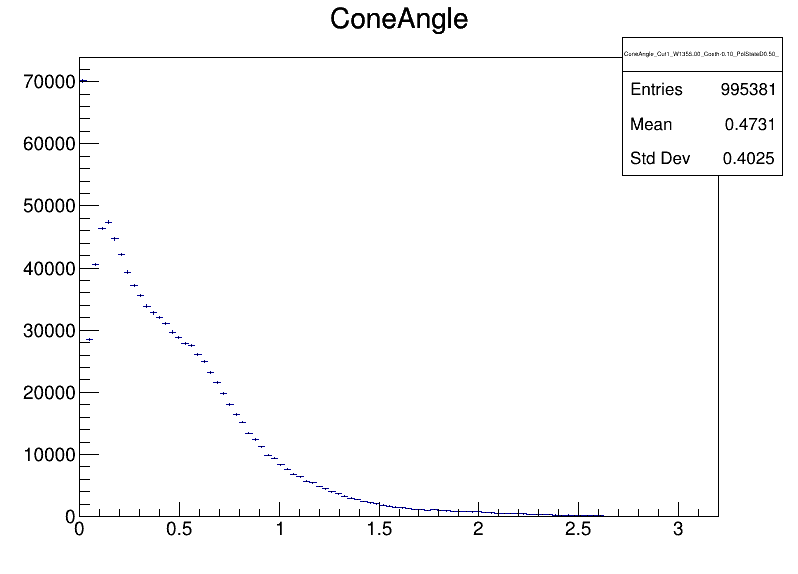 ConeAngle
ConeAngle_Cut1_W1355.00_Costh-0.10_PolStateD0.50_
Entries 995381
Mean 0.4731
Std Dev 0.4025
70000
60000
50000
40000
30000
20000
10000
0
0 0.5 1 1.5 2 2.5 3